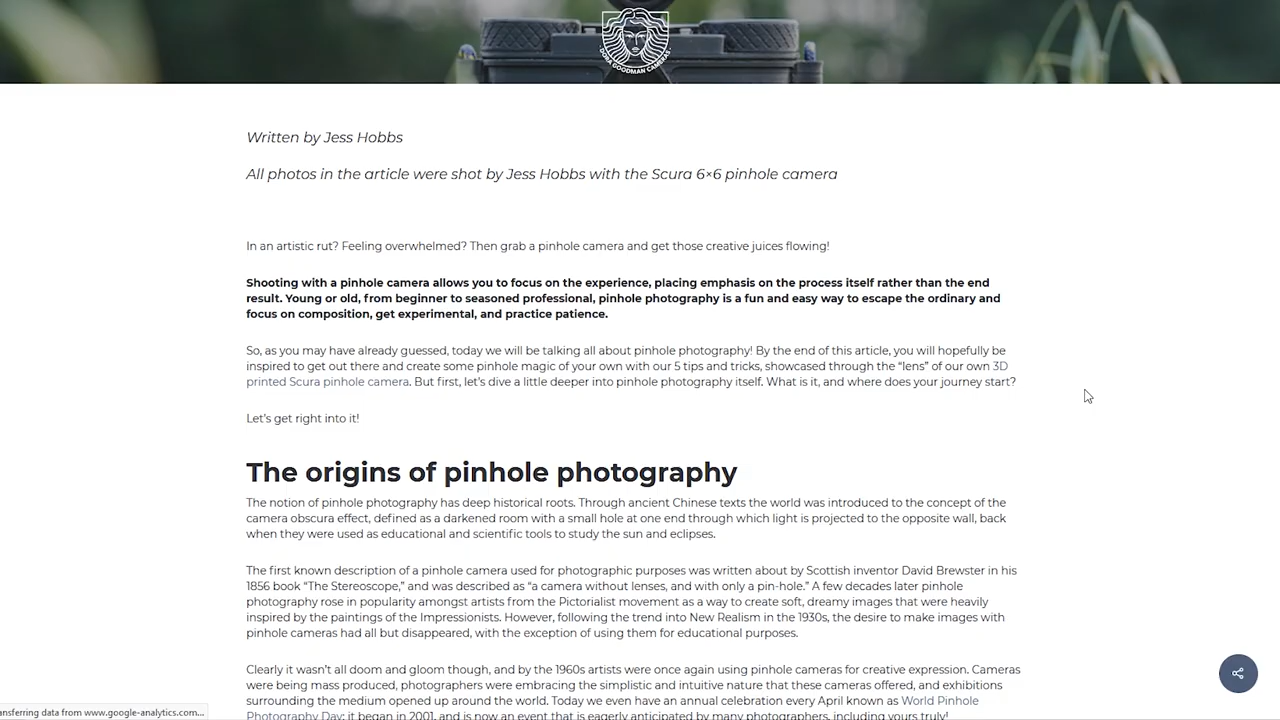 DORA GOODMAN CAMERAS
Written by Jess Hobbs
All photos in the article were shot by Jess Hobbs with the Scura 6×6 pinhole camera
In an artistic rut? Feeling overwhelmed? Then grab a pinhole camera and get those creative juices flowing!
Shooting with a pinhole camera allows you to focus on the experience, placing emphasis on the process itself rather than the end
result. Young or old, from beginner to seasoned professional, pinhole photography is a fun and easy way to escape the ordinary and
focus on composition, get experimental, and practice patience.
So, as you may have already guessed, today we will be talking all about pinhole photography! By the end of this article, you will hopefully be
inspired to get out there and create some pinhole magic of your own with our 5 tips and tricks, showcased through the “lens” of our own 3D
printed Scura pinhole camera. But first, let’s dive a little deeper into pinhole photography itself. What is it, and where does your journey start?
Let’s get right into it!
The origins of pinhole photography
The notion of pinhole photography has deep historical roots. Through ancient Chinese texts the world was introduced to the concept of the
camera obscura effect, defined as a darkened room with a small hole at one end through which light is projected to the opposite wall, back
when they were used as educational and scientific tools to study the sun and eclipses.
The first known description of a pinhole camera used for photographic purposes was written about by Scottish inventor David Brewster in his
1856 book “The Stereoscope,” and was described as “a camera without lenses, and with only a pin-hole.” A few decades later pinhole
photography rose in popularity amongst artists from the Pictorialist movement as a way to create soft, dreamy images that were heavily
inspired by the paintings of the Impressionists. However, following the trend into New Realism in the 1930s, the desire to make images with
pinhole cameras had all but disappeared, with the exception of using them for educational purposes.
Clearly it wasn’t all doom and gloom though, and by the 1960s artists were once again using pinhole cameras for creative expression. Cameras
were being mass produced, photographers were embracing the simplistic and intuitive nature that these cameras offered, and exhibitions
surrounding the medium opened up around the world. Today we even have an annual celebration every April known as World Pinhole
Photography Day; it began in 2001, and is now an event that is eagerly anticipated by many photographers, including yours truly!
ansferring data from www.google-analytics.com...